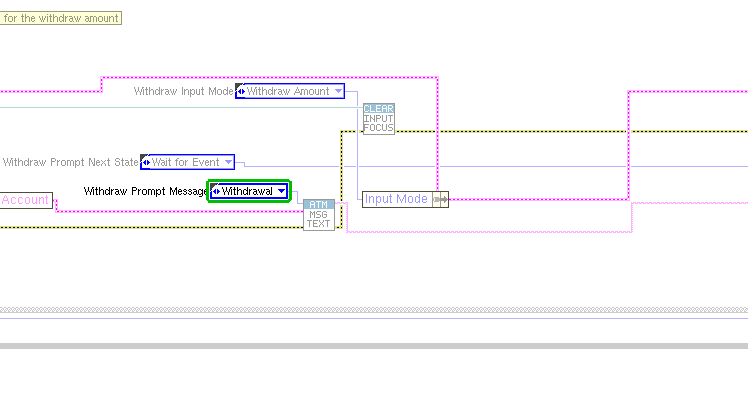 for the withdraw amount
Withdraw Input Mode
Withdraw Amount
CLEAR
INPUT
FOCUS
Withdraw Prompt Next State
Wait for Event
Withdraw Prompt Message
Withdrawal
Account
Input Mode
ATM
MSG
TEXT